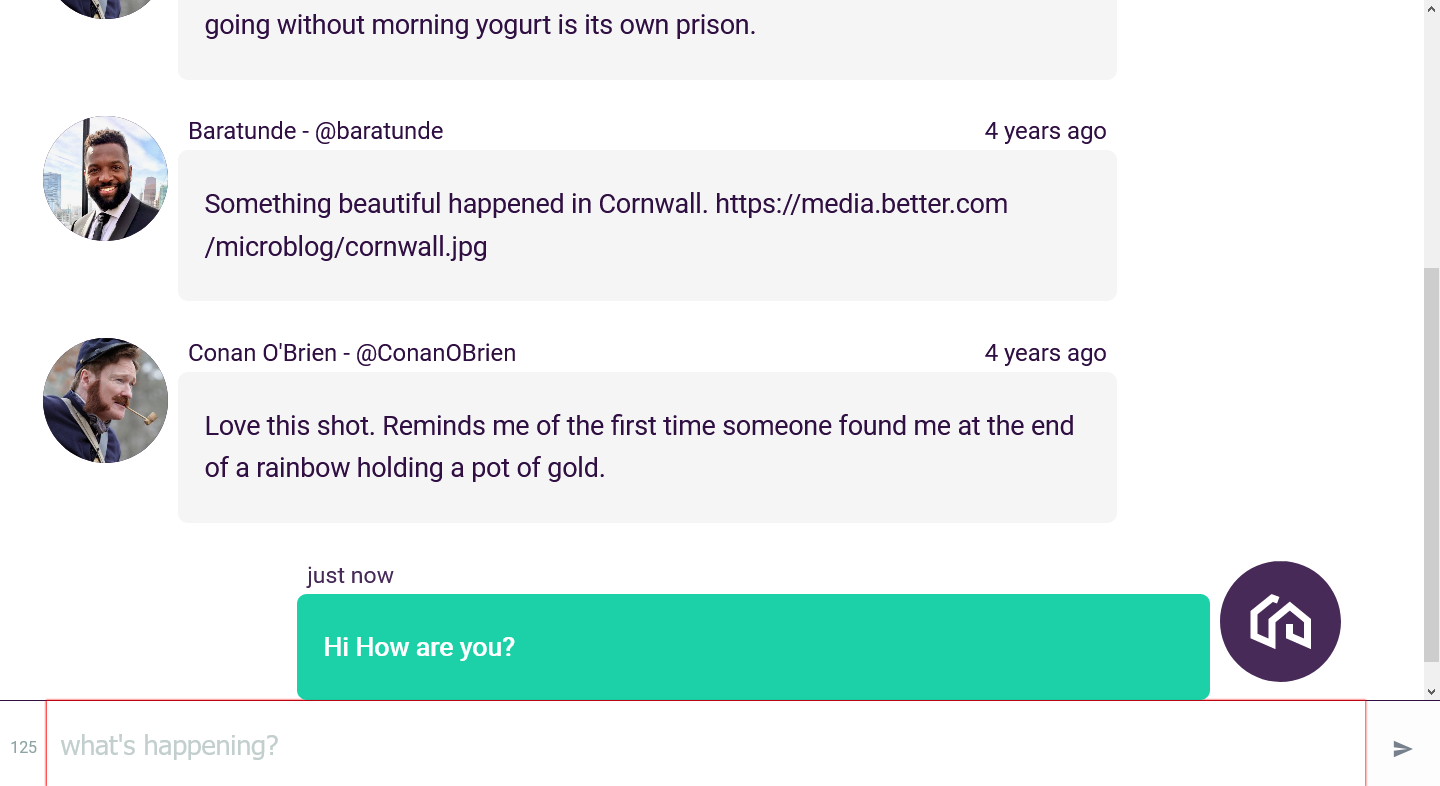 going without morning yogurt is its own prison.
Baratunde - @baratunde
4 years ago
Something beautiful happened in Cornwall. https://media.better.com
/microblog/cornwall.jpg
Conan O'Brien - @ConanOBrien
4 years ago
Love this shot. Reminds me of the first time someone found me at the end
of a rainbow holding a pot of gold.
just now
Hi How are you?
125
what's happening?